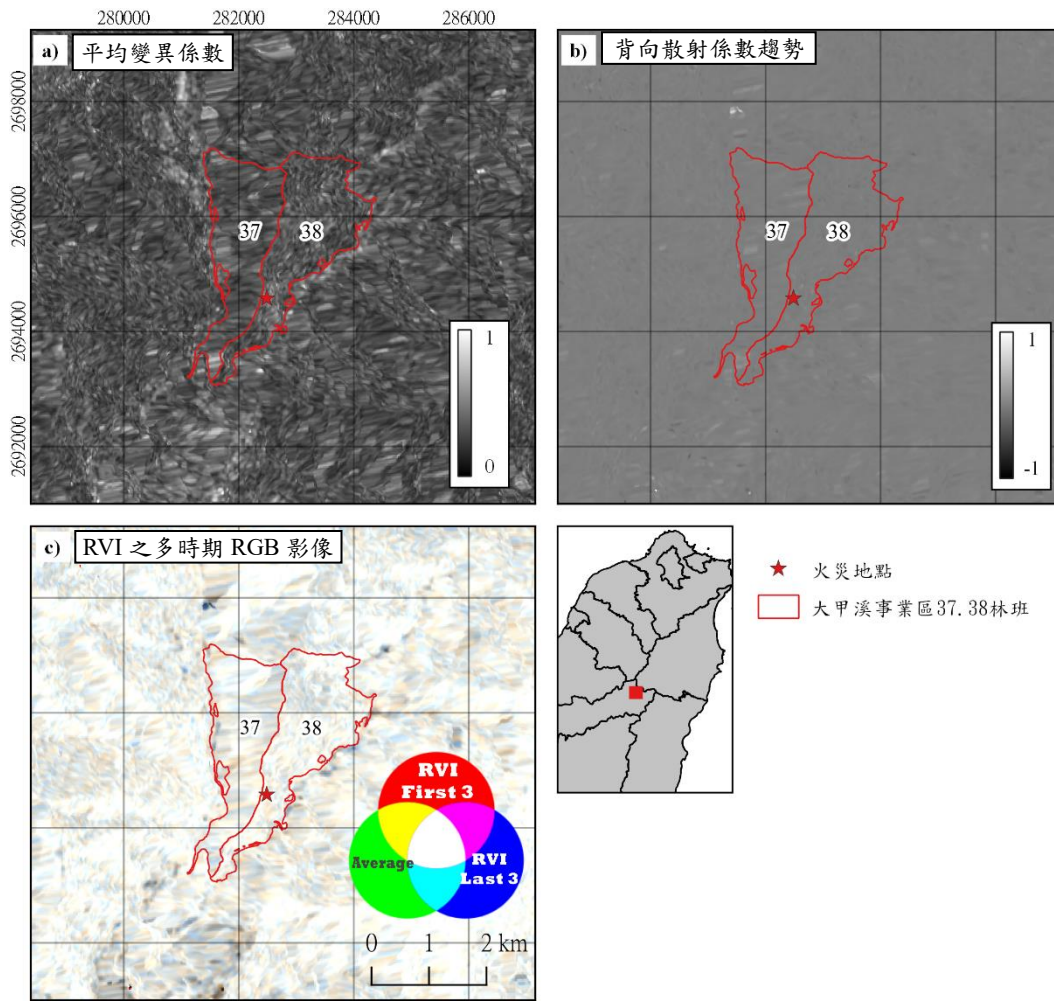 280000
282000
284000
286000
a) 平均變異係數
b) 背向散射係數趨勢
2698000
2696000
2694000
2692000
37
38
1
0
37
38
1
-1
c) RVI 之多時期 RGB 影像
37
38
RVI
First 3
Average
RVI
Last 3
0 1 2 km
火災地點
大甲溪事業區37.38林班